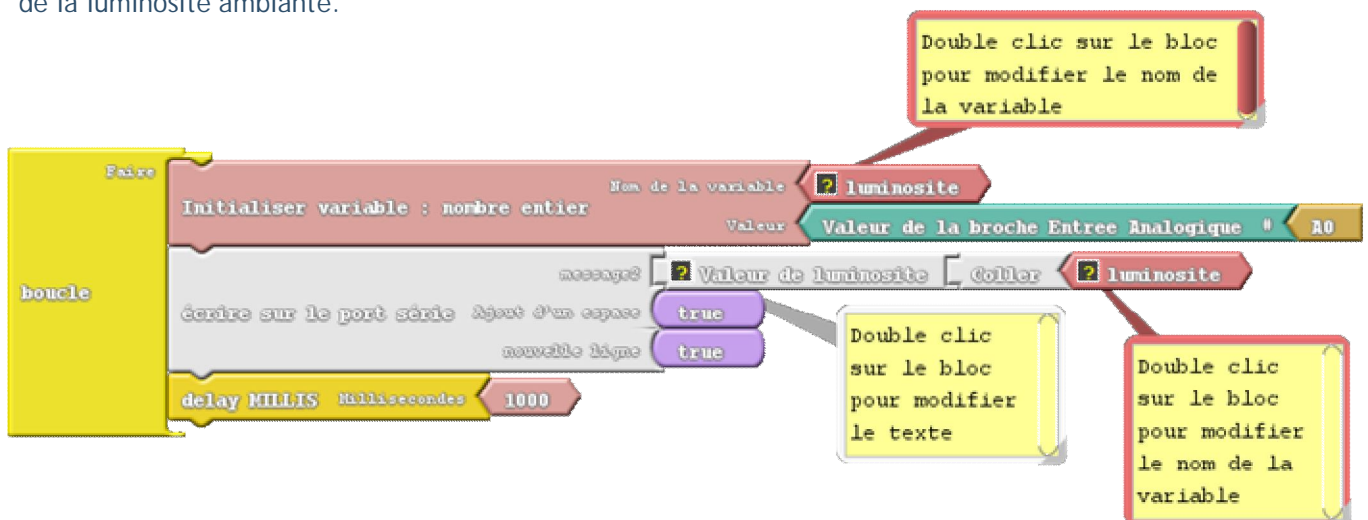 de la luminosité ambiante.
Double clic sur le bloc
pour modifier le nom de
la variable
Faire
Nom de la variable
? luminosite
Initialiser variable : nombre entier
Valeur
Valeur de la broche Entree Analogique # A0
boucle
message
? Valeur de luminosite
Coller
? luminosite
écrire sur le port série
Ajout d'un espace
true
nouvelle ligne
true
delay MILLIS Millisecondes 1000
Double clic
sur le bloc
pour modifier
le texte
Double clic
sur le bloc
pour modifier
le nom de la
variable